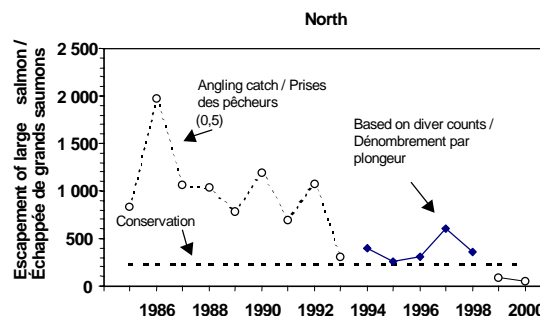 North
Escapement of large salmon /
Échappée de grands saumons
2 500
2 000
1 500
1 000
500
0
Angling catch / Prises
des pêcheurs
(0,5)
Based on diver counts /
Dénombrement par
plongeur
Conservation
1986 1988 1990 1992 1994 1996 1998 2000